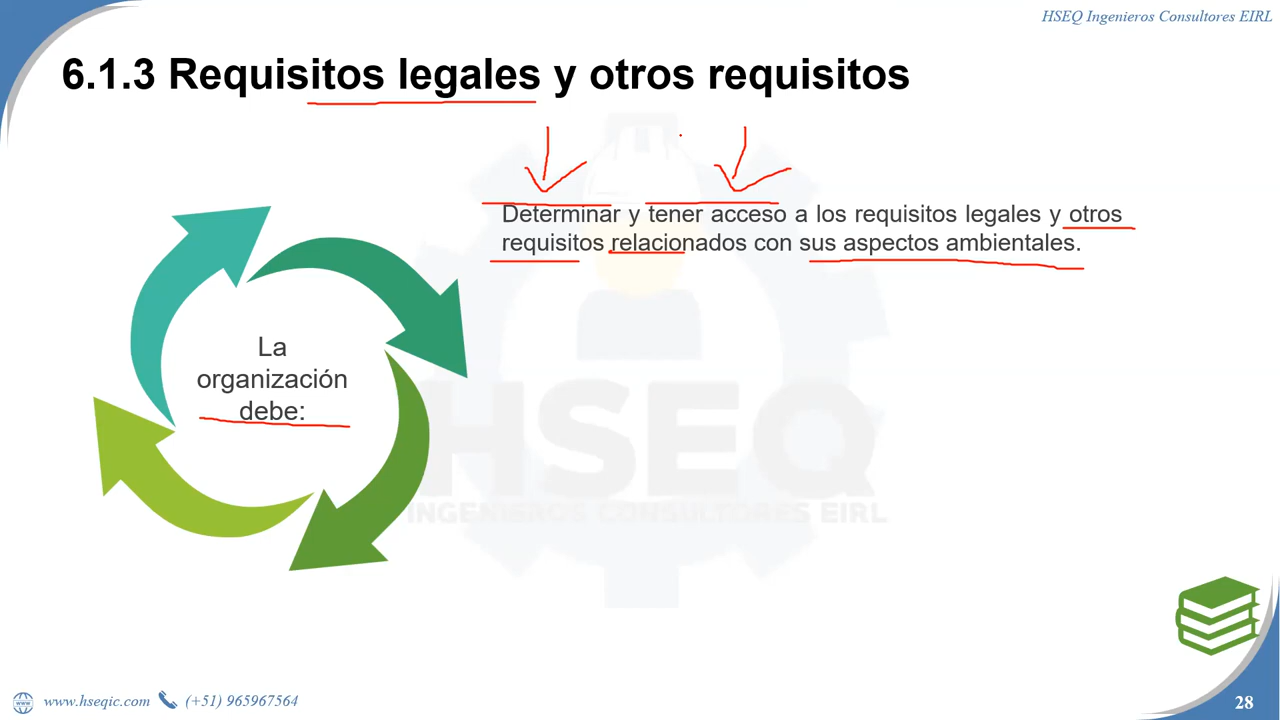 HSEQ Ingenieros Consultores EIRL
6.1.3 Requisitos legales y otros requisitos
Determinar y tener acceso a los requisitos legales y otros
requisitos relacionados con sus aspectos ambientales.
La
organización
debe:
HSEQ
INGENIEROS CONSULTORES EIRL
www
www.hseqic.com
(+51) 965967564
28